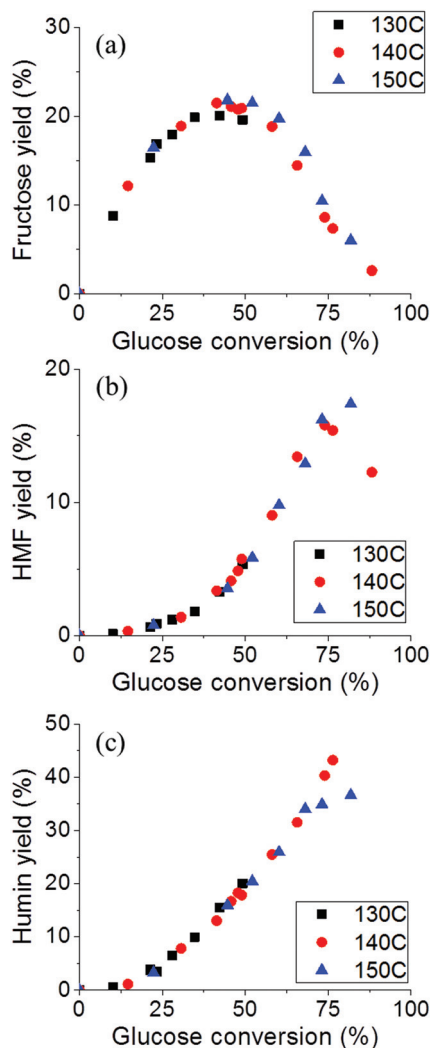 (a)
130C
140C
150C
30
20
10
0
Fructose yield (%)
0 25 50 75 100
Glucose conversion (%)
(b)
20
10
0
HMF yield (%)
130C
140C
150C
0 25 50 75 100
Glucose conversion (%)
(c)
50
40
30
20
10
0
Humin yield (%)
130C
140C
150C
0 25 50 75 100
Glucose conversion (%)